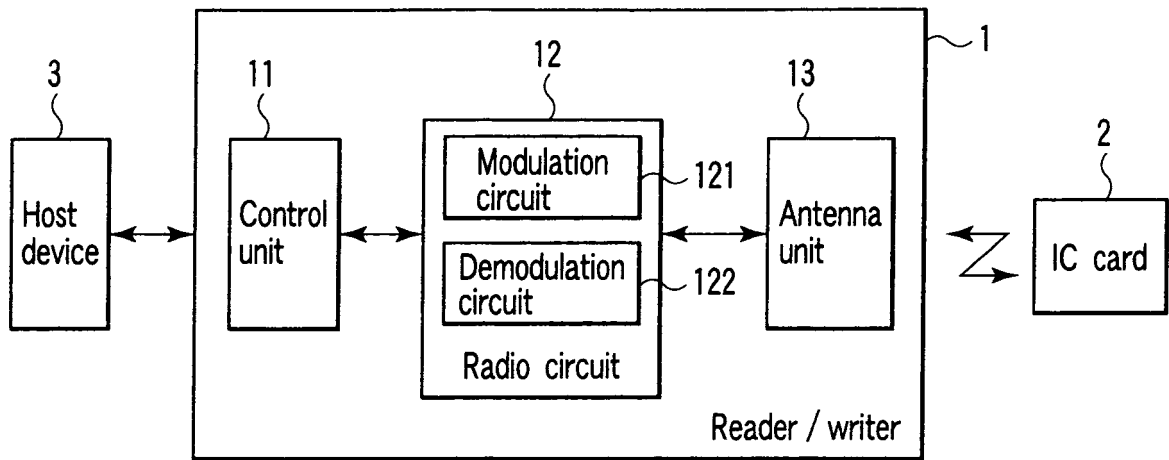 1
3
11
12
13
2
Modulation
circuit
121
Host
device
Control
unit
Antenna
unit
IC card
Demodulation
circuit
122
Radio circuit
Reader / writer